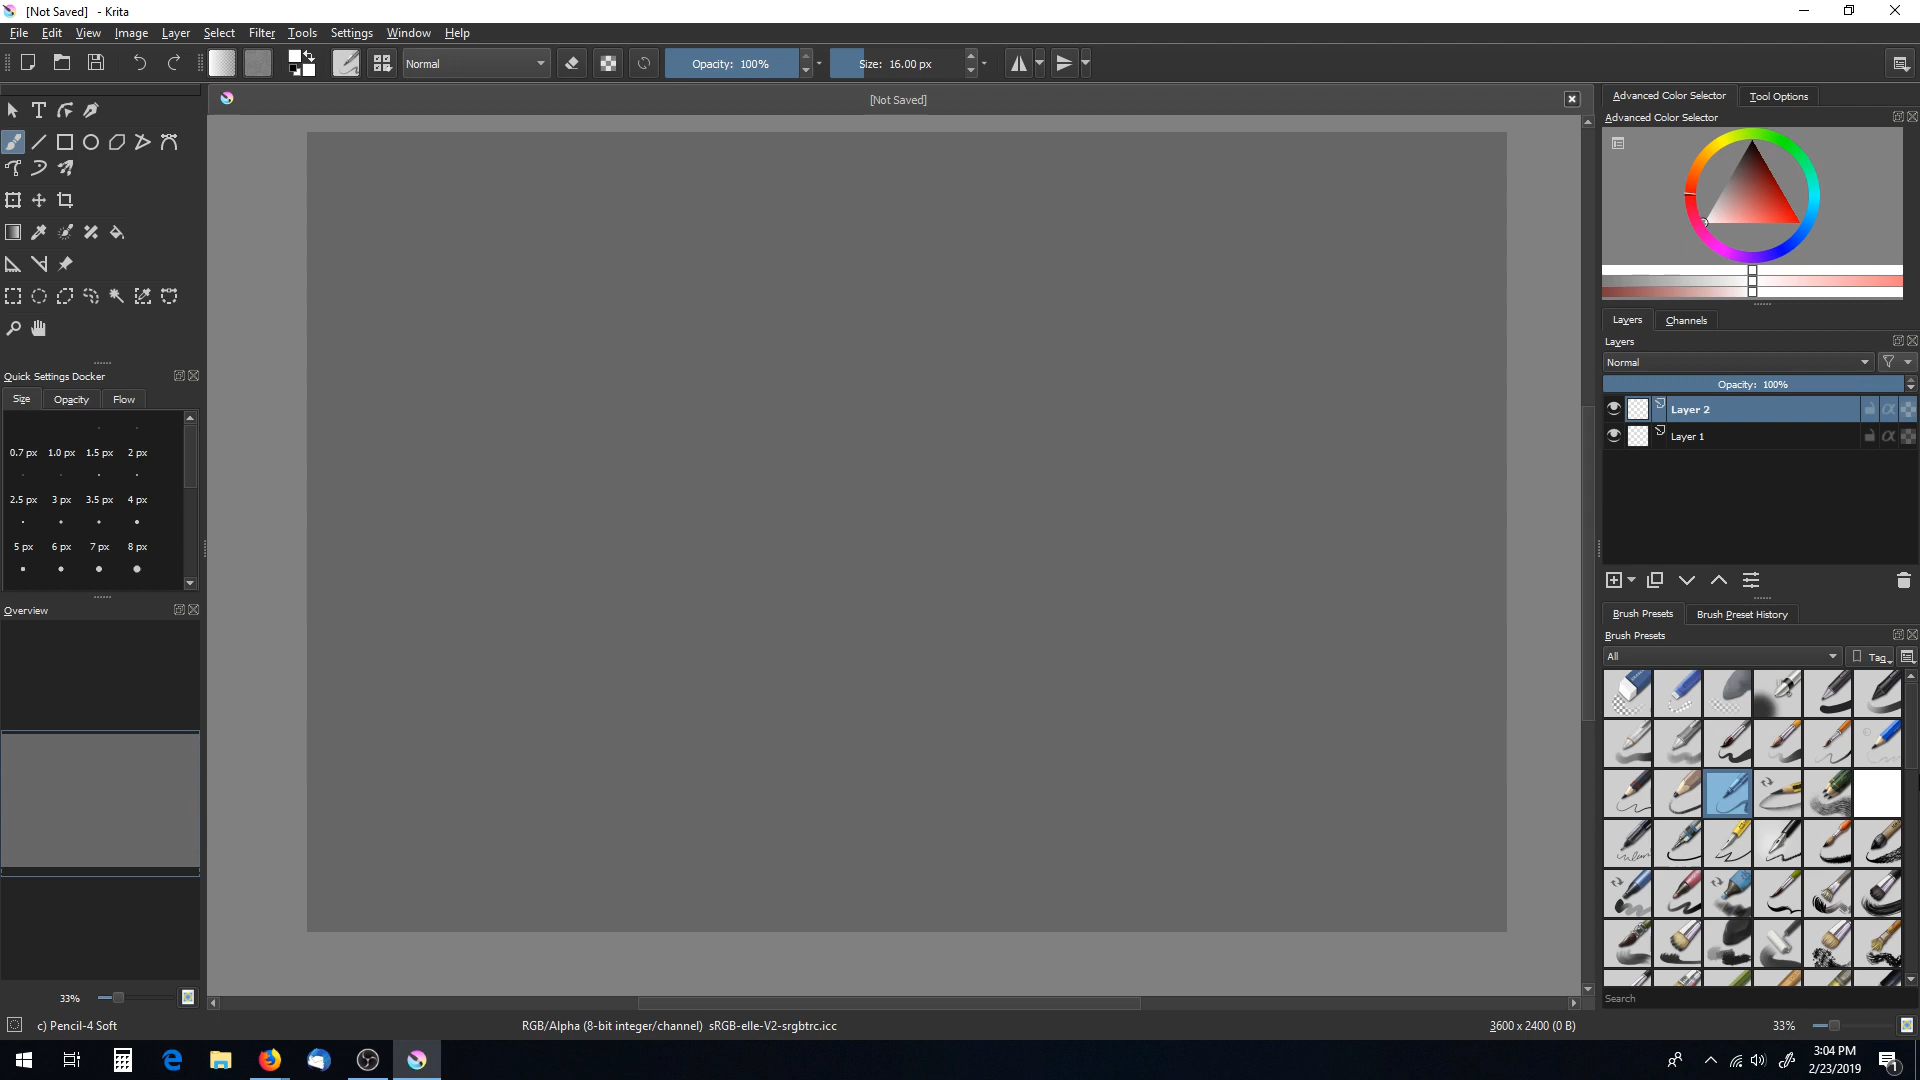 [Not Saved] - Krita
File Edit View Image Layer Select Filter Tools Settings Window Help
Normal Opacity: 100% Size: 16.00 px
[Not Saved]
Advanced Color Selector Tool Options
Advanced Color Selector
Layers Channels
Layers
Normal
Opacity: 100%
Layer 2
Layer 1
Quick Settings Docker
Size Opacity Flow
0.7 px 1.0 px 1.5 px 2 px
2.5 px 3 px 3.5 px 4 px
5 px 6 px 7 px 8 px
Overview
33%
Brush Presets Brush Preset History
Brush Presets
All Tag
Search
c) Pencil-4 Soft RGB/Alpha (8-bit integer/channel) sRGB-elle-V2-srgbtrc.icc 3600 x 2400 (0 B) 33%
3:04 PM
2/23/2019
1